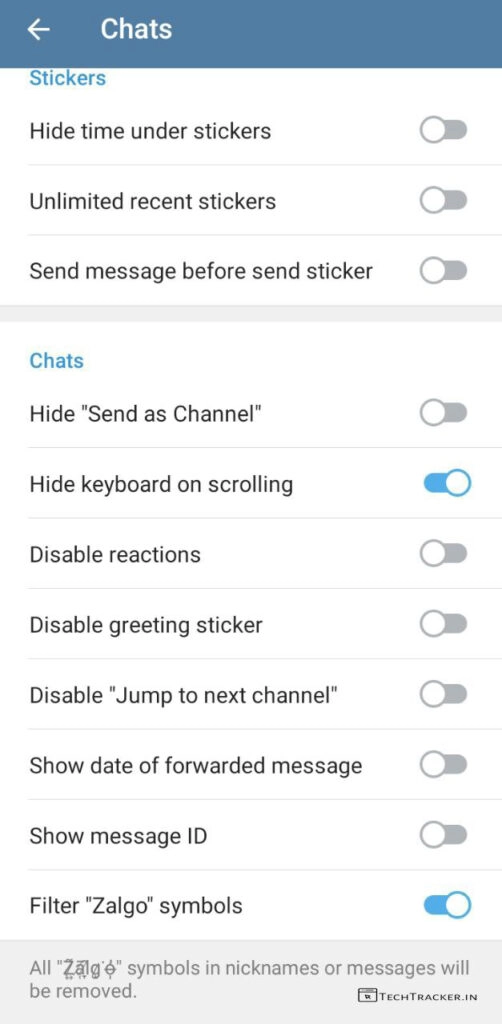 Chats
Stickers
Hide time under stickers
Unlimited recent stickers
Send message before send sticker
Chats
Hide "Send as Channel"
Hide keyboard on scrolling
Disable reactions
Disable greeting sticker
Disable "Jump to next channel"
Show date of forwarded message
Show message ID
Filter "Zalgo" symbols
All "Zalgo" symbols in nicknames or messages will
be removed.
TECHTRACKER.IN